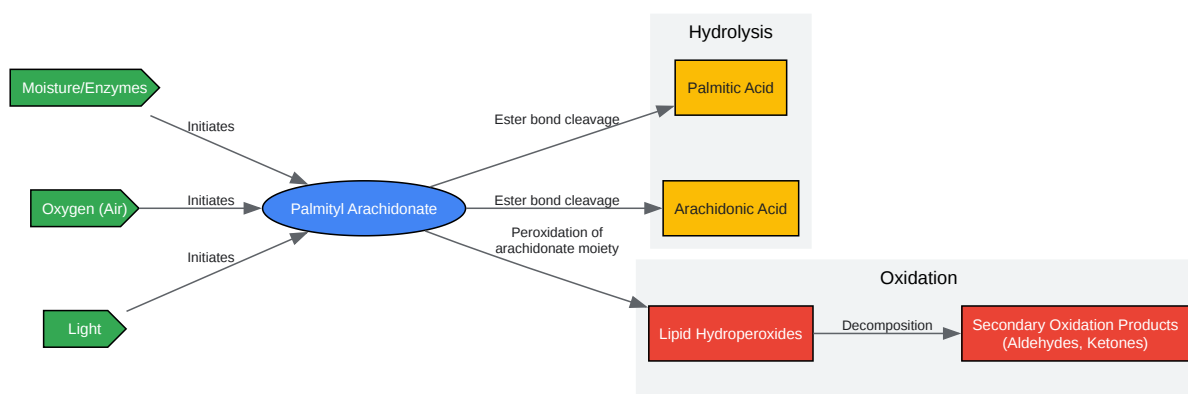 Hydrolysis
Moisture/Enzymes
Palmitic Acid
Initiates
Ester bond cleavage
Oxygen (Air)
Initiates
Palmityl Arachidonate
Ester bond cleavage
Arachidonic Acid
Peroxidation of
arachidonate moiety
Initiates
Light
Oxidation
Lipid Hydroperoxides
Decomposition
Secondary Oxidation Products
(Aldehydes, Ketones)